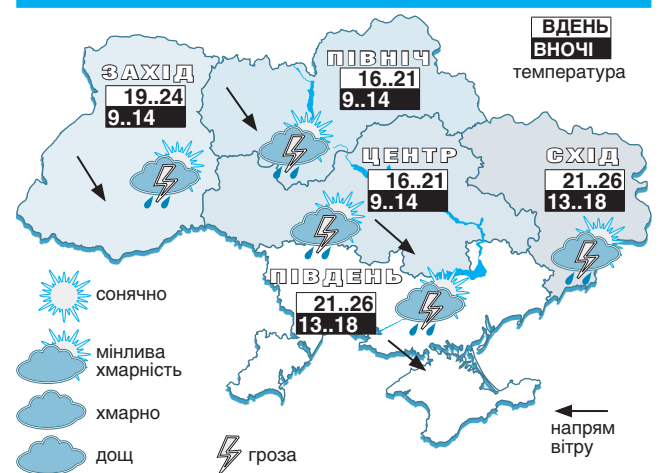 ВДЕНЬ
ВНОЧІ
температура
ПІВНІЧ
16..21
9..14
ЗАХІД
19..24
9..14
ЦЕНТР
16..21
9..14
СХІД
21..26
13..18
ПІВДЕНЬ
21..26
13..18
сонячно
мінлива
хмарність
хмарно
дощ
гроза
напрям
вітру